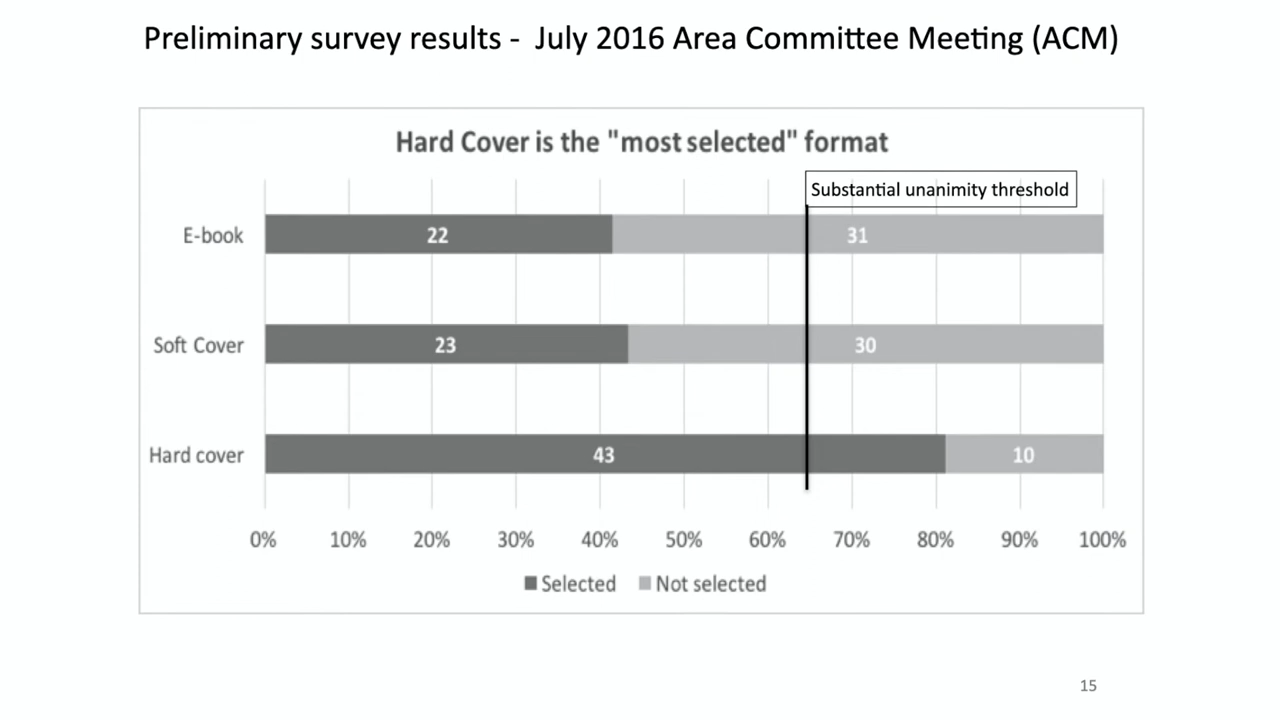 Preliminary survey results -  July 2016 Area Committee Meeting (ACM)
Hard Cover is the "most selected" format
Substantial unanimity threshold
E-book 22 31
Soft Cover 23 30
Hard cover 43 10
0% 10% 20% 30% 40% 50% 60% 70% 80% 90% 100%
Selected Not selected
15